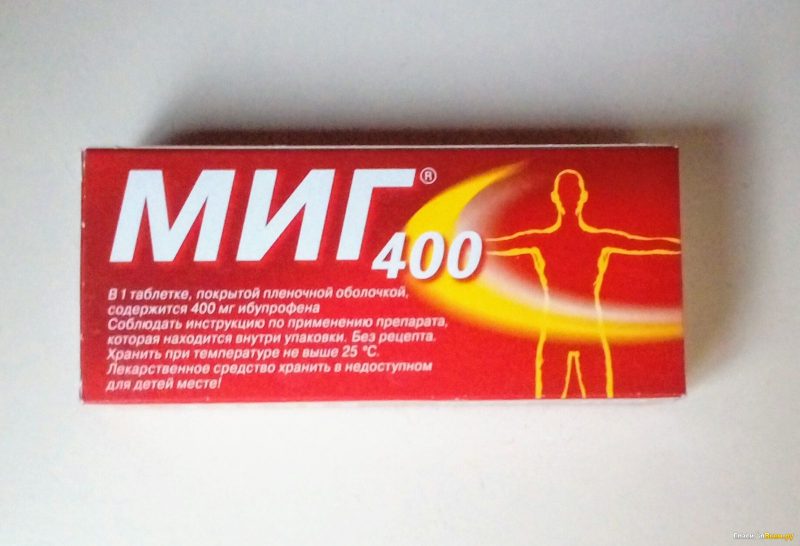 МИГ®
400
В 1 таблетке, покрытой пленочной оболочкой,
содержится 400 мг ибупрофена
Соблюдать инструкцию по применению препарата,
которая находится внутри упаковки. Без рецепта.
Хранить при температуре не выше 25 °C.
Лекарственное средство хранить в недоступном
для детей месте!